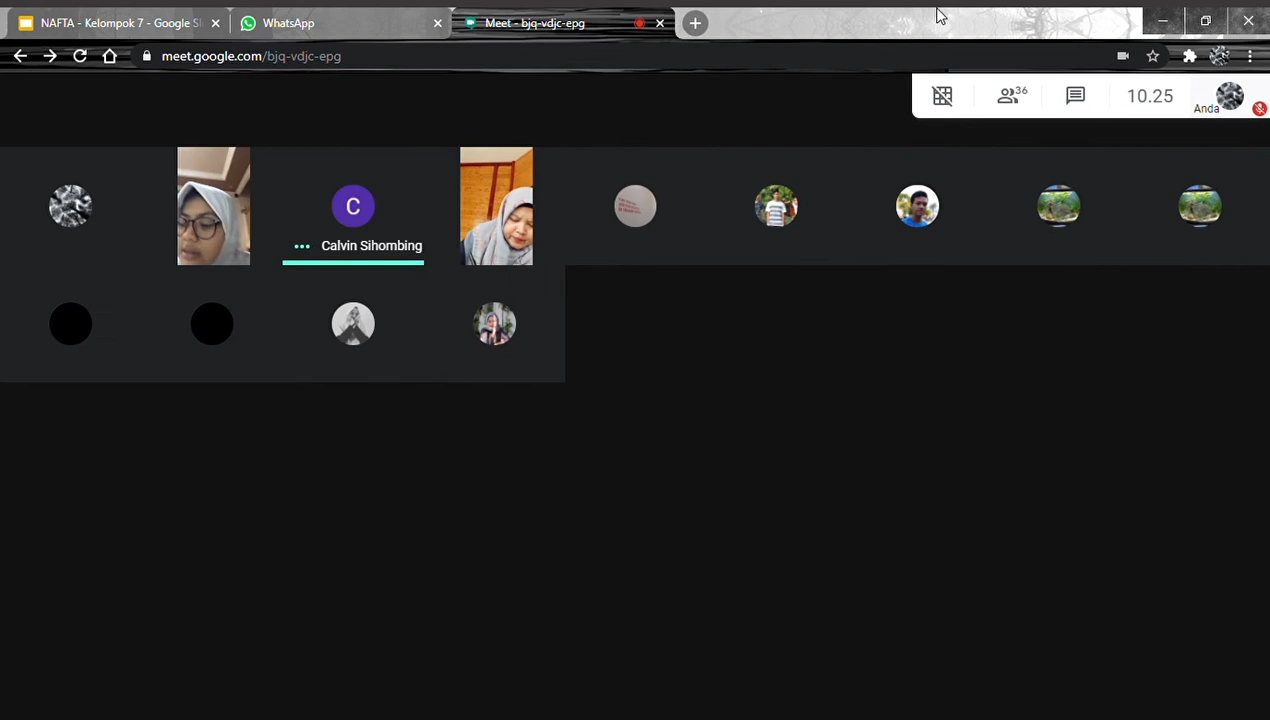 NAFTA - Kelompok 7 - Google Sl
WhatsApp
Meet - bjq-vdjc-epg
meet.google.com/bjq-vdjc-epg
36
10.25
Anda
C
Calvin Sihombing